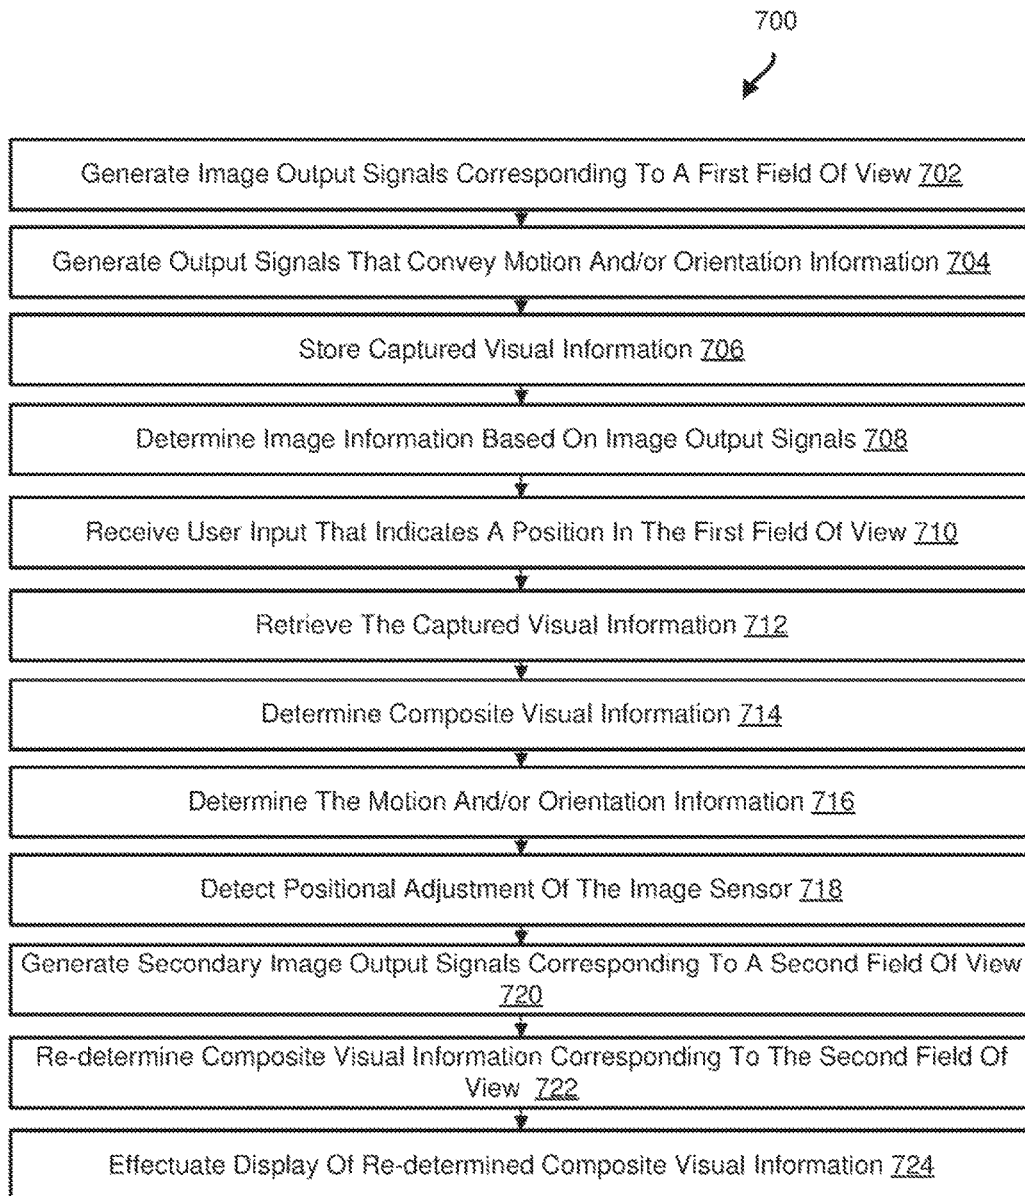 700
Generate Image Output Signals Corresponding To A First Field Of View 702
Generate Output Signals That Convey Motion And/or Orientation Information 704
Store Captured Visual Information 706
Determine Image Information Based On Image Output Signals 708
Receive User Input That Indicates A Position In The First Field Of View 710
Retrieve The Captured Visual Information 712
Determine Composite Visual Information 714
Determine The Motion And/or Orientation Information 716
Detect Positional Adjustment Of The Image Sensor 718
Generate Secondary Image Output Signals Corresponding To A Second Field Of View
720
Re-determine Composite Visual Information Corresponding To The Second Field Of
View 722
Effectuate Display Of Re-determined Composite Visual Information 724